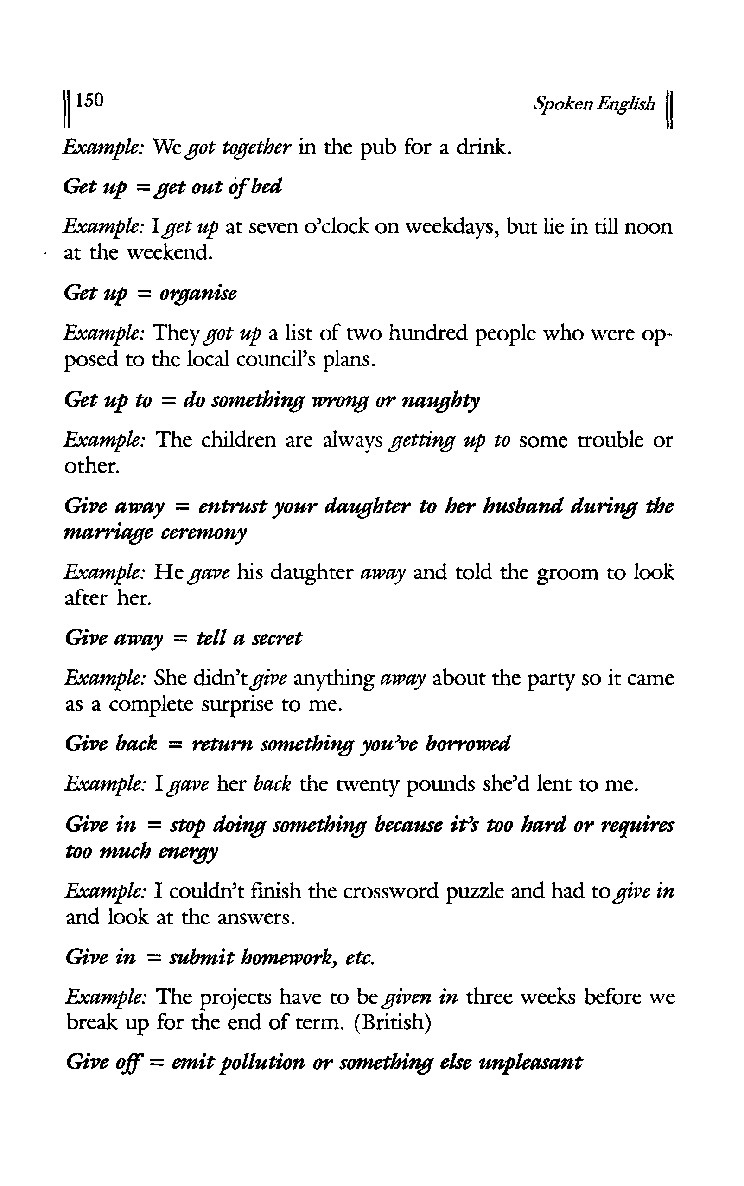 150 Spoken English
Example: We got together in the pub for a drink.
Get up = get out of bed
Example: I get up at seven o'clock on weekdays, but lie in till noon
at the weekend.
Get up = organise
Example: They got up a list of two hundred people who were op-
posed to the local council's plans.
Get up to = do something wrong or naughty
Example: The children are always getting up to some trouble or
other.
Give away = entrust your daughter to her husband during the
marriage ceremony
Example: He gave his daughter away and told the groom to look
after her.
Give away = tell a secret
Example: She didn't give anything away about the party so it came
as a complete surprise to me.
Give back = return something you've borrowed
Example: I gave her back the twenty pounds she'd lent to me.
Give in = stop doing something because it's too hard or requires
too much energy
Example: I couldn't finish the crossword puzzle and had to give in
and look at the answers.
Give in = submit homework, etc.
Example: The projects have to be given in three weeks before we
break up for the end of term. (British)
Give off = emit pollution or something else unpleasant